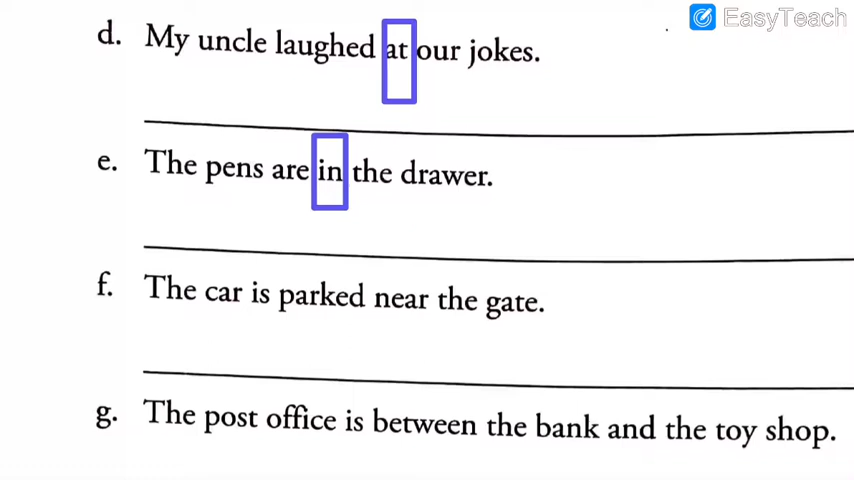 EasyTeach
d. My uncle laughed at our jokes.
e. The pens are in the drawer.
f. The car is parked near the gate.
g. The post office is between the bank and the toy shop.